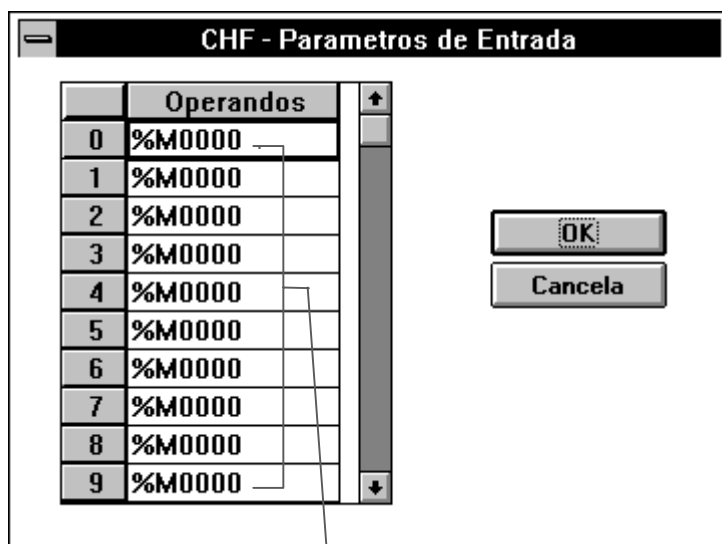 CHF - Parametros de Entrada
Operandos
0 %M0000
1 %M0000
2 %M0000
3 %M0000
OK
4 %M0000
Cancela
5 %M0000
6 %M0000
7 %M0000
8 %M0000
9 %M0000